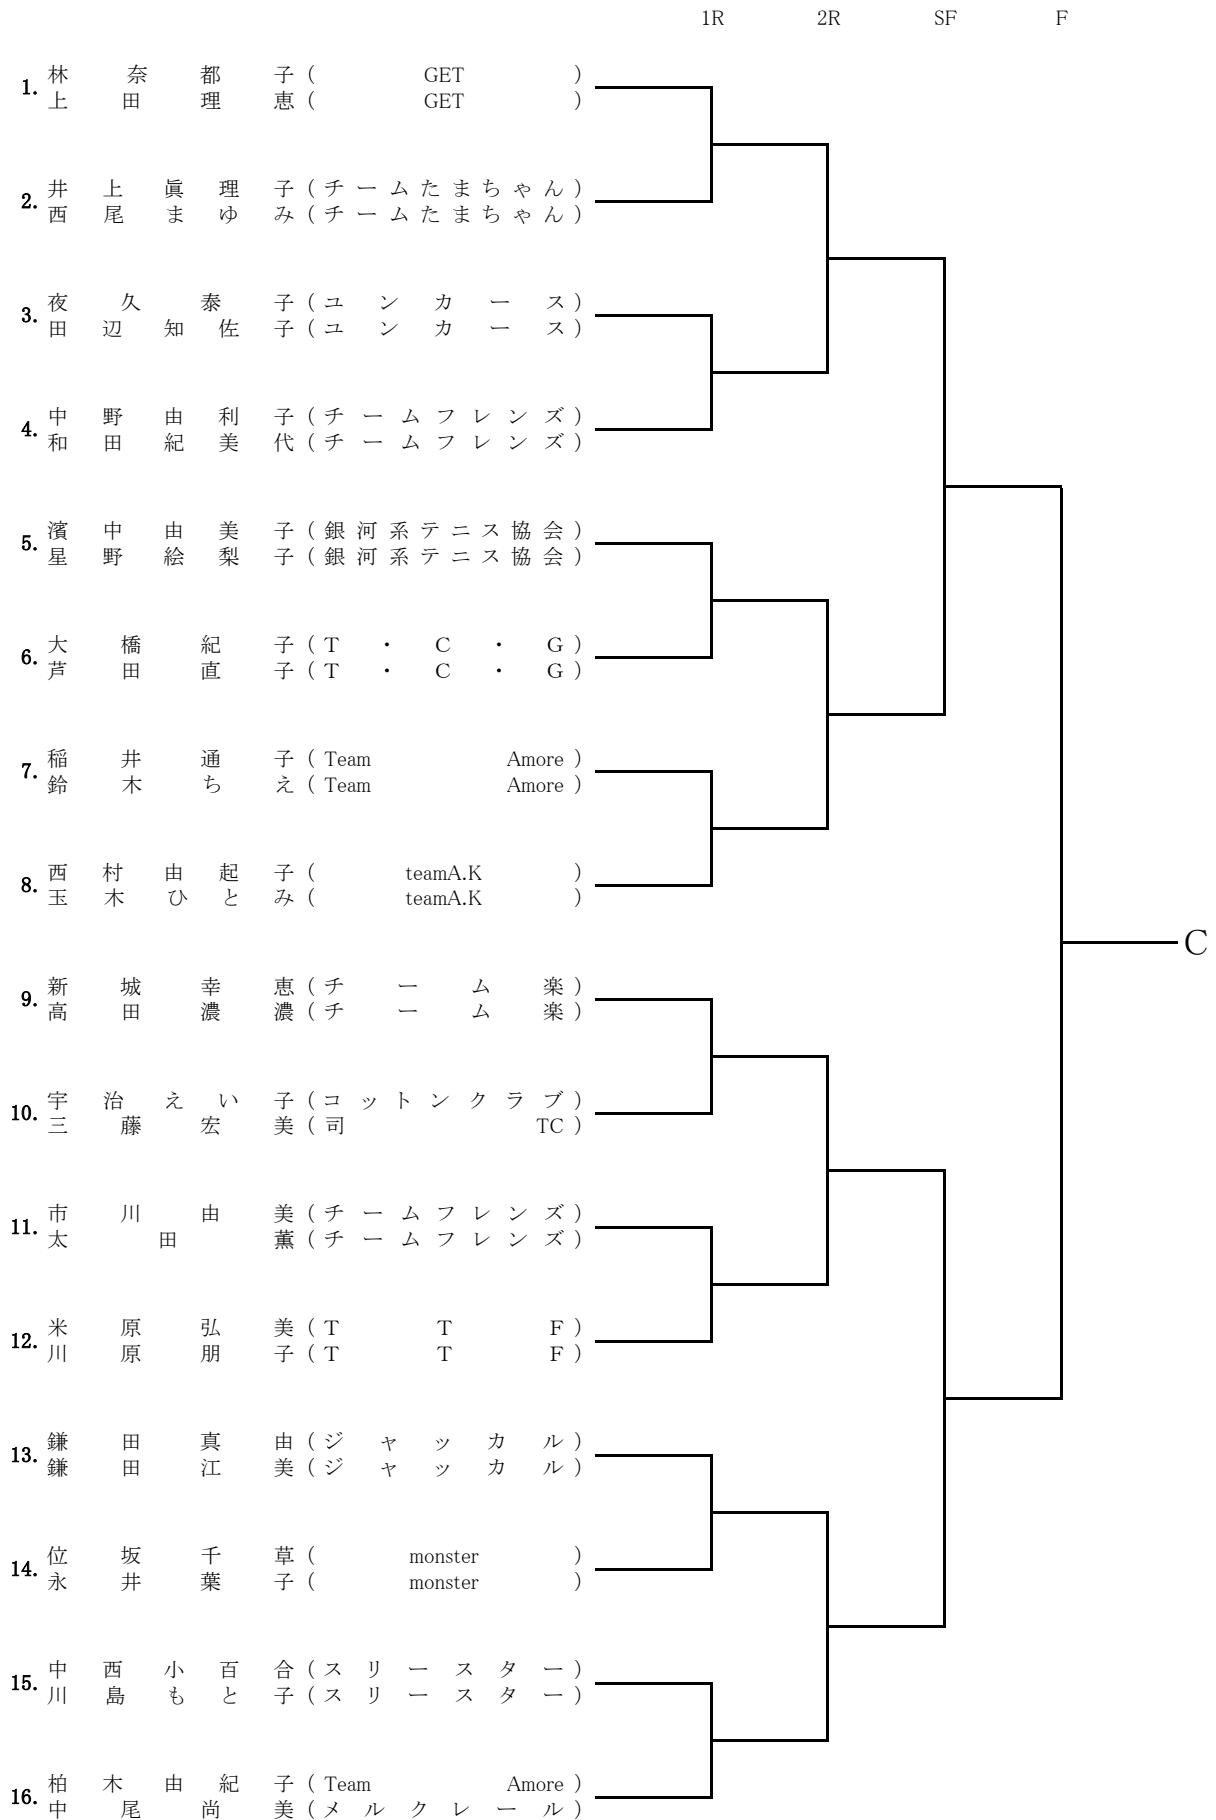 1R 2R SF F
1. 林奈都子 ( GET )
上田理恵 ( GET )
2. 井上眞理子 (チームたまちゃん)
西尾まゆみ (チームたまちゃん)
3. 夜久泰子 (ユンカース)
田辺知佐子 (ユンカース)
4. 中野由利子 (チームフレンズ)
和田紀美代 (チームフレンズ)
5. 濱中由美子 (銀河系テニス協会)
星野絵梨子 (銀河系テニス協会)
6. 大橋紀子 (T・C・G)
芦田直子 (T・C・G)
7. 稲井通子 (Team Amore)
鈴木ちえ (Team Amore)
8. 西村由起子 ( teamA.K )
玉木ひとみ ( teamA.K )
C
9. 新城幸恵 (チーム楽)
高田濃濃 (チーム楽)
10. 宇治えい子 (コットンクラブ)
三藤宏美 (司 TC)
11. 市川由美 (チームフレンズ)
太田薫 (チームフレンズ)
12. 米原弘美 (TTF)
川原朋子 (TTF)
13. 鎌田真由 (ジャッカル)
鎌田江美 (ジャッカル)
14. 位坂千草 ( monster )
永井葉子 ( monster )
15. 中西小百合 (スリースター)
川島もと子 (スリースター)
16. 柏木由紀子 (Team Amore)
中尾尚美 (メルクレール)